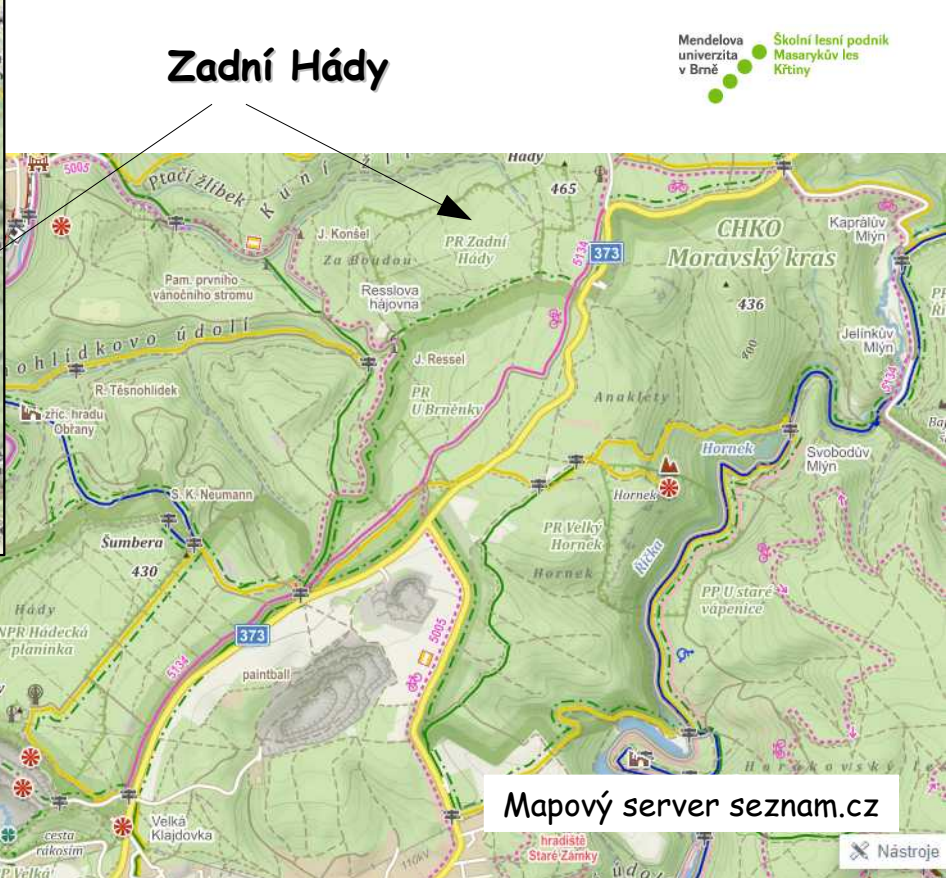 Zadní Hády
Mendelova
univerzita
v Brně
Školní lesní podnik
Masarykův les
Křtiny
5005
Ptačí žlíbek
Hády
465
J. Konšel
Za Boudou
PR Zadní
Hády
5134
373
CHKO
Moravský kras
Kaprálův
Mlýn
Pam. prvního
vánočního stromu
Resslova
hájovna
436
400
Jelínkův
Mlýn
5134
ohlídkovo údolí
J. Ressel
R. Těsnohlídek
PR
U Brněnky
Anaklety
zříc. hradu
Obřany
Hornek
Svobodův
Mlýn
S. K. Neumann
Hornek
Šumbera
430
PR Velký
Hornek
Hornek
Říčka
PP U staré
vápenice
Hády
NPR Hádecká
planinka
373
5134
5005
paintball
Velká
Klajdovka
cesta
rákosím
110kV
Mapový server seznam.cz
hradiště
Staré Zámky
Nástroje